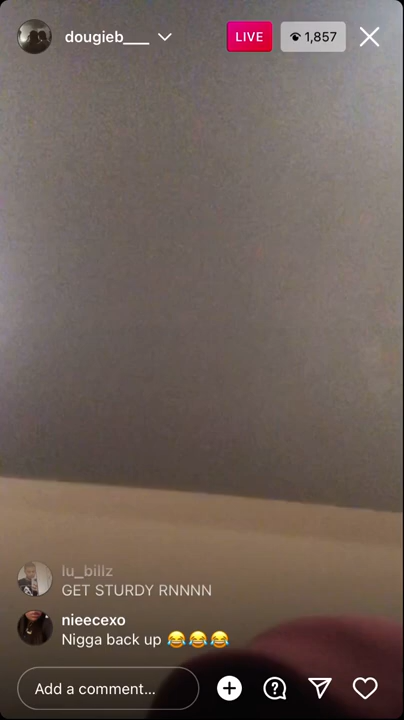 dougieb___
LIVE
1,857
lu_billz
GET STURDY RNNNN
nieecexo
Nigga back up 😂😂😂
Add a comment...